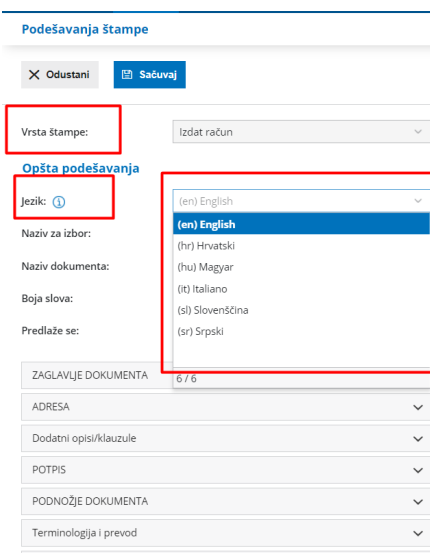 Podešavanja štampe
Odustani Sačuvaj
Vrsta štampe: Izdat račun
Opšta podešavanja
Jezik: (en) English
(en) English
Naziv za izbor:
(hr) Hrvatski
Naziv dokumenta:
(hu) Magyar
(it) Italiano
Boja slova:
(sl) Slovenščina
Predlaže se:
(sr) Srpski
ZAGLAVLJE DOKUMENTA
6 / 6
ADRESA
Dodatni opisi/klauzule
POTPIS
PODNOŽJE DOKUMENTA
Terminologija i prevod